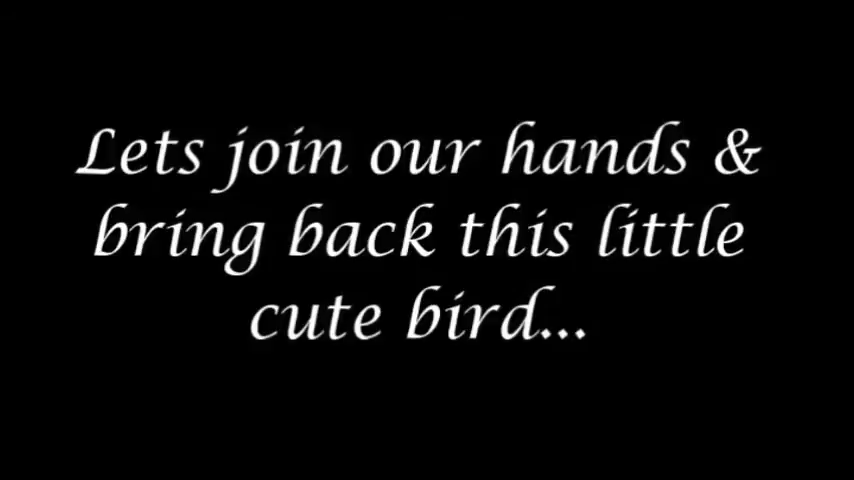 Lets join our hands &
bring back this little
cute bird...